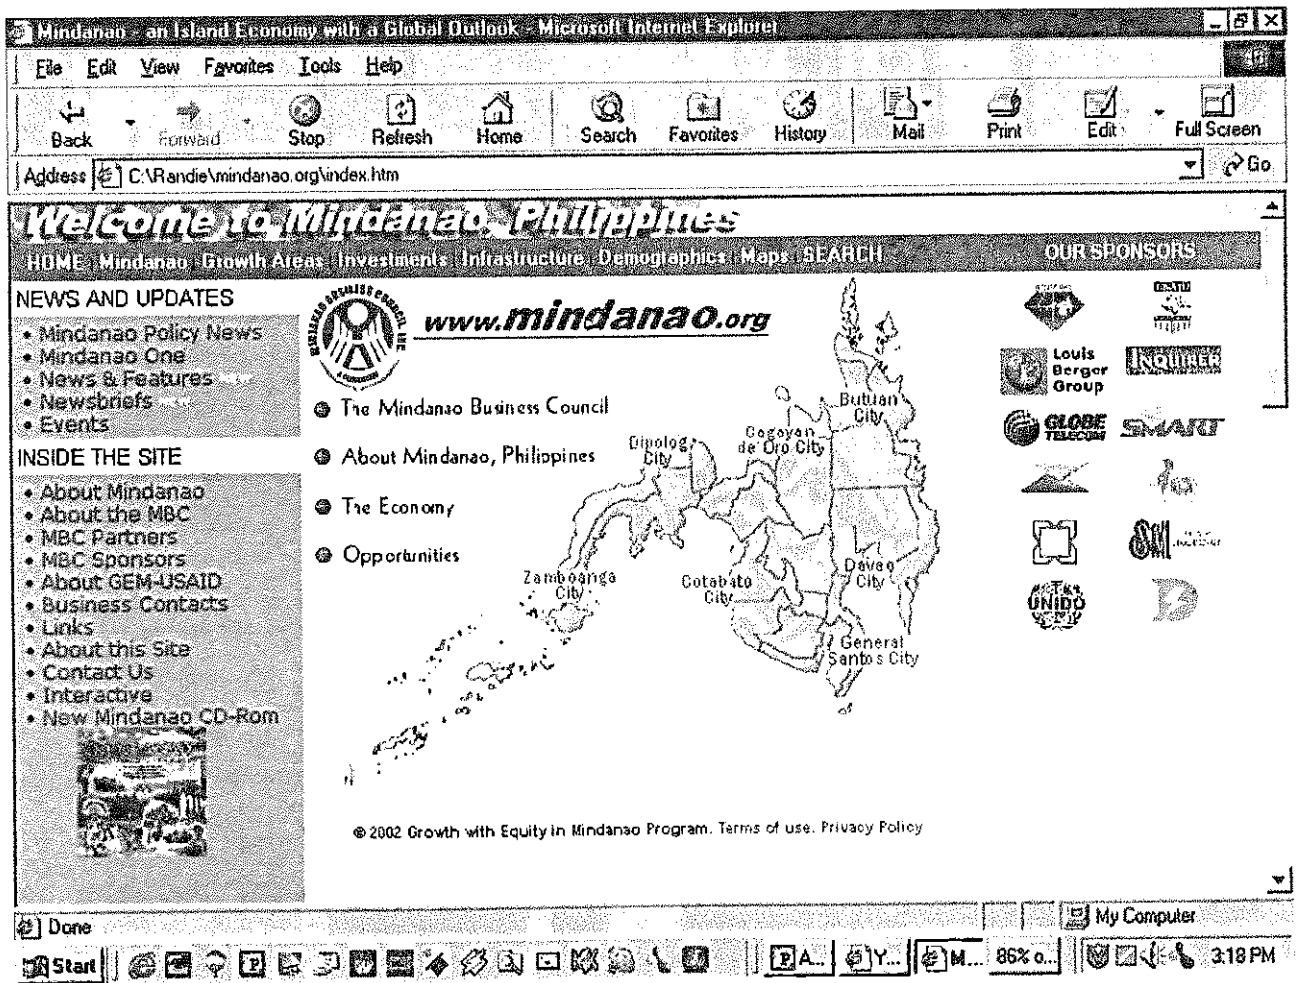 Mindanao - an Island Economy with a Global Outlook - Microsoft Internet Explorer
File Edit View Favorites Tools Help
Back Forward Stop Refresh Home Search Favorites History Mail Print Edit Full Screen
Address C:\Randie\mindanao.org\index.htm Go
Welcome to Mindanao, Philippines
HOME Mindanao Growth Areas Investments Infrastructure Demographics Maps SEARCH
OUR SPONSORS
NEWS AND UPDATES
• Mindanao Policy News
• Mindanao One
• News & Features
• Newsbriefs
• Events
INSIDE THE SITE
• About Mindanao
• About the MBC
• MBC Partners
• MBC Sponsors
• About GEM-USAID
• Business Contacts
• Links
• About this Site
• Contact Us
• Interactive
• New Mindanao CD-Rom
MINDANAO BUSINESS COUNCIL, INC.
www.mindanao.org
The Mindanao Business Council
About Mindanao, Philippines
The Economy
Opportunities
Butuan
City
Cagayan
de Oro City
Dipolog
City
Zamboanga
City
Cotabato
City
Davao
City
General
Santos City
Louis
Berger
Group
INQUIRER
GLOBE
TELECOM
SMART
SM
UNIDO
© 2002 Growth with Equity in Mindanao Program. Terms of use. Privacy Policy
Done My Computer
Start A... Y... M... 86% o... 3:18 PM